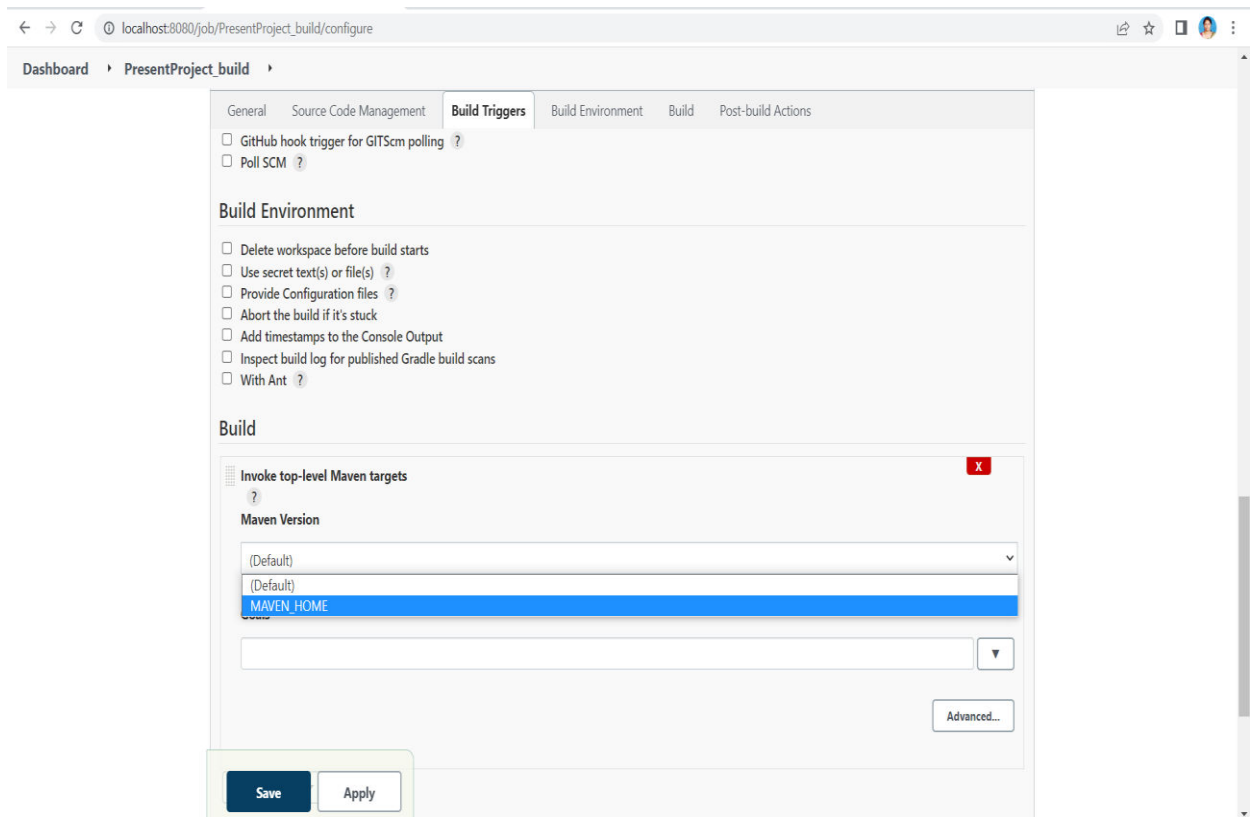 localhost:8080/job/PresentProject_build/configure
Dashboard PresentProject_build
General Source Code Management Build Triggers Build Environment Build Post-build Actions
GitHub hook trigger for GITScm polling ?
Poll SCM ?
Build Environment
Delete workspace before build starts
Use secret text(s) or file(s) ?
Provide Configuration files ?
Abort the build if it's stuck
Add timestamps to the Console Output
Inspect build log for published Gradle build scans
With Ant ?
Build
X
Invoke top-level Maven targets
?
Maven Version
(Default)
(Default)
MAVEN_HOME
Goals
Advanced...
Save Apply